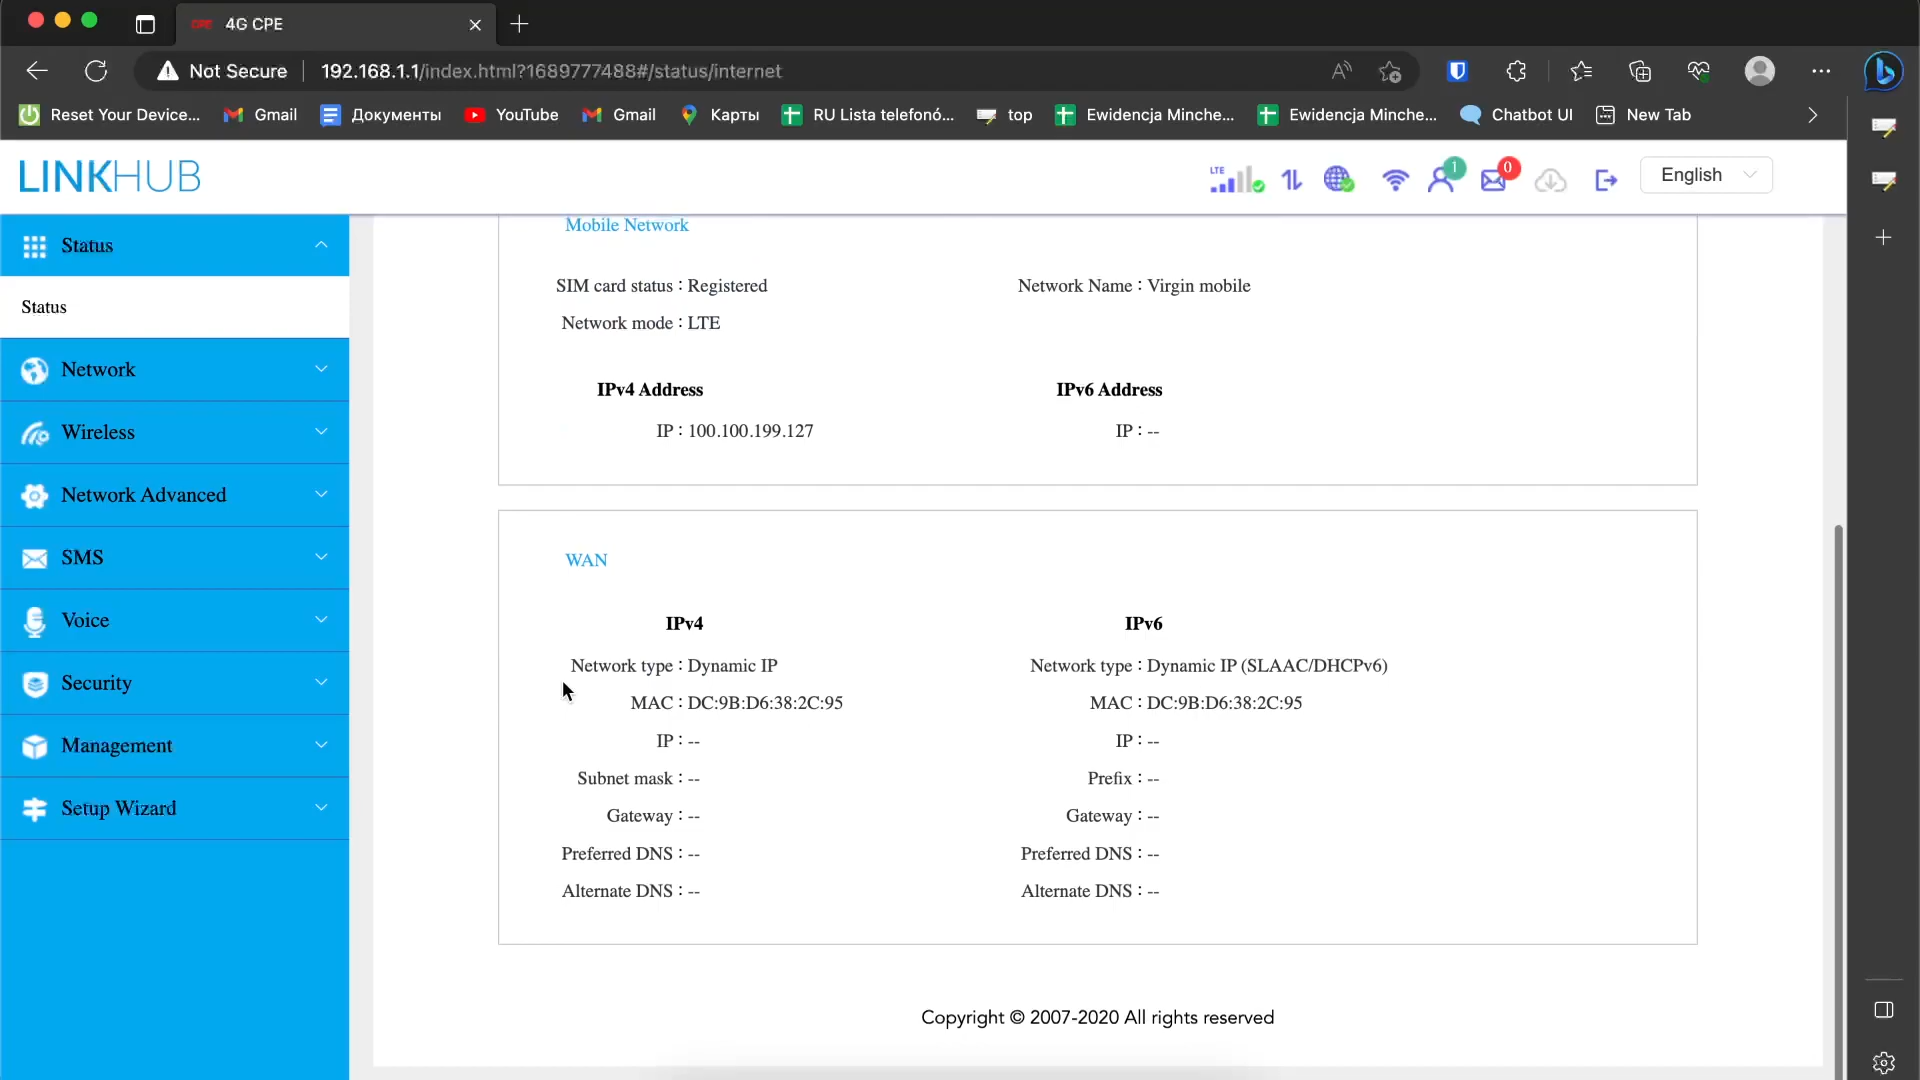 4G CPE
Not Secure 192.168.1.1/index.html?1689777488#/status/internet
Reset Your Device... Gmail Документы YouTube Gmail Карты RU Lista telefonó... top Ewidencja Minche... Ewidencja Minche... Chatbot UI New Tab
LINKHUB LTE 1 0 English
Status
Status
Network
Wireless
Network Advanced
SMS
Voice
Security
Management
Setup Wizard
Mobile Network
SIM card status : Registered Network Name : Virgin mobile
Network mode : LTE
IPv4 Address IPv6 Address
IP : 100.100.199.127 IP : --
WAN
IPv4 IPv6
Network type : Dynamic IP Network type : Dynamic IP (SLAAC/DHCPv6)
MAC : DC:9B:D6:38:2C:95 MAC : DC:9B:D6:38:2C:95
IP : -- IP : --
Subnet mask : -- Prefix : --
Gateway : -- Gateway : --
Preferred DNS : -- Preferred DNS : --
Alternate DNS : -- Alternate DNS : --
Copyright © 2007-2020 All rights reserved